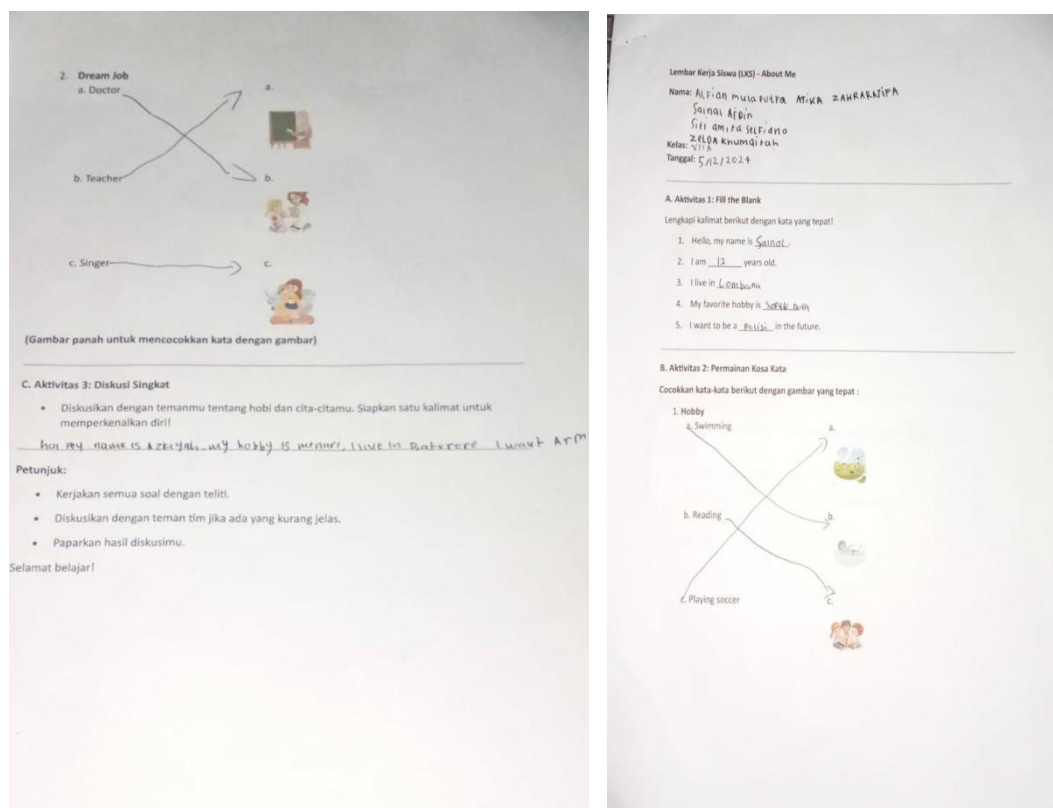 2. Dream Job
a. Doctor
a.
b. Teacher
b.
c. Singer
c.
(Gambar panah untuk mencocokkan kata dengan gambar)
C. Aktivitas 3: Diskusi Singkat
• Diskusikan dengan temanmu tentang hobi dan cita-citamu. Siapkan satu kalimat untuk
memperkenalkan diri!
my name is my hobby is menari, I live in I want Arm
Petunjuk:
• Kerjakan semua soal dengan teliti.
• Diskusikan dengan teman tim jika ada yang kurang jelas.
• Paparkan hasil diskusimu.
Selamat belajar!
Lembar Kerja Siswa (LKS) - About Me
Nama: ALFian mula Putra ATIKA ZAHRARATIFA
Sainal Aripin
Siti amira SelFiana
ZELDA Khumairah
Kelas: VII A
Tanggal: 5/12/2024
A. Aktivitas 1: Fill the Blank
Lengkapi kalimat berikut dengan kata yang tepat!
1. Hello, my name is Sainal.
2. I am 12 years old.
3. I live in
4. My favorite hobby is
5. I want to be a Polisi in the future.
B. Aktivitas 2: Permainan Kosa Kata
Cocokkan kata-kata berikut dengan gambar yang tepat :
1. Hobby
a. Swimming
a.
b. Reading
b.
c. Playing soccer
c.